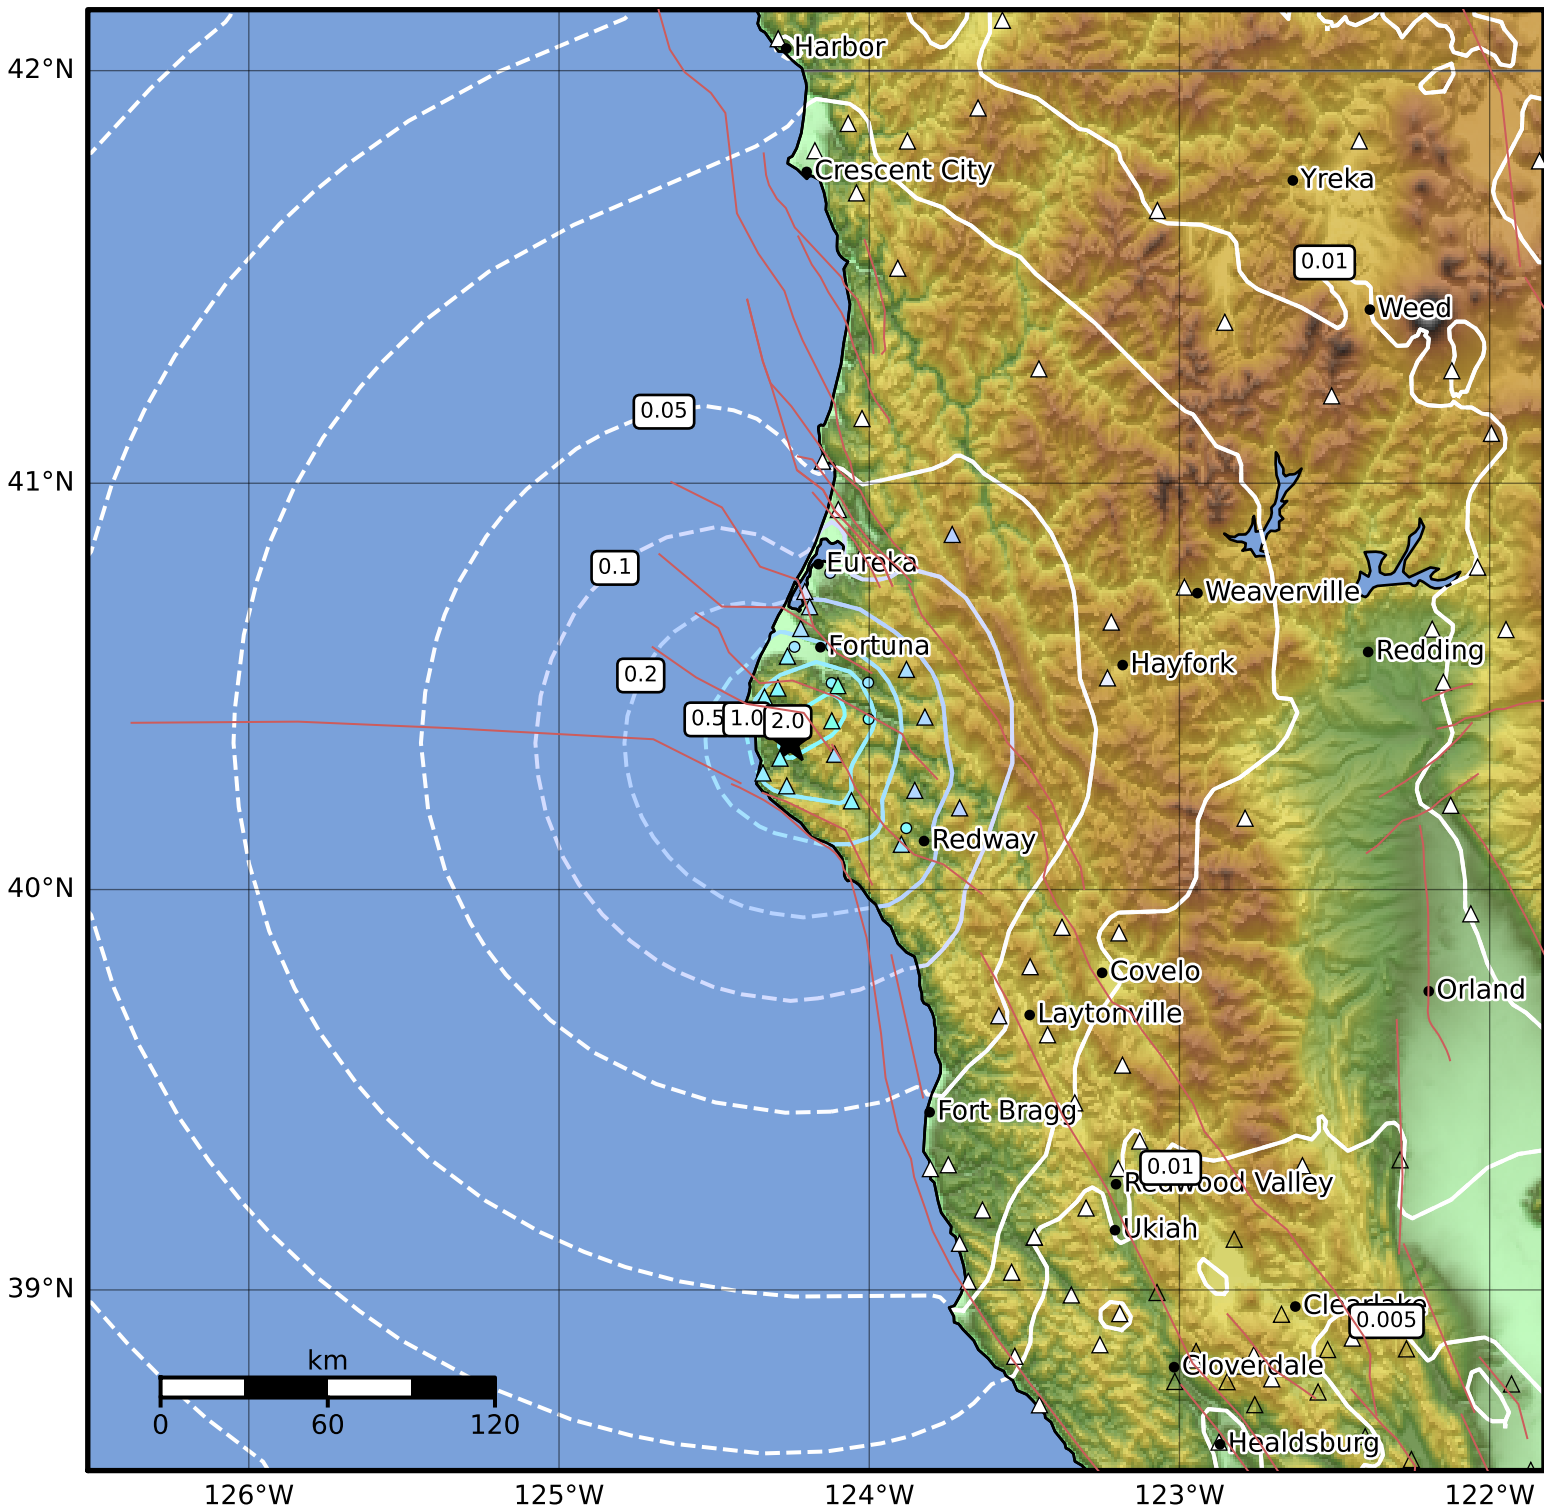 Harbor
42°N
Crescent City
Yreka
0.01
Weed
0.05
41°N
0.1
Eureka
Weaverville
Fortuna
Redding
Hayfork
0.2
0.5
1.0
2.0
Redway
40°N
Covelo
Orland
Laytonville
Fort Bragg
0.01
Redwood Valley
Ukiah
39°N
Clearlake
0.005
km
Cloverdale
0
60
120
Healdsburg
126°W
125°W
124°W
123°W
122°W